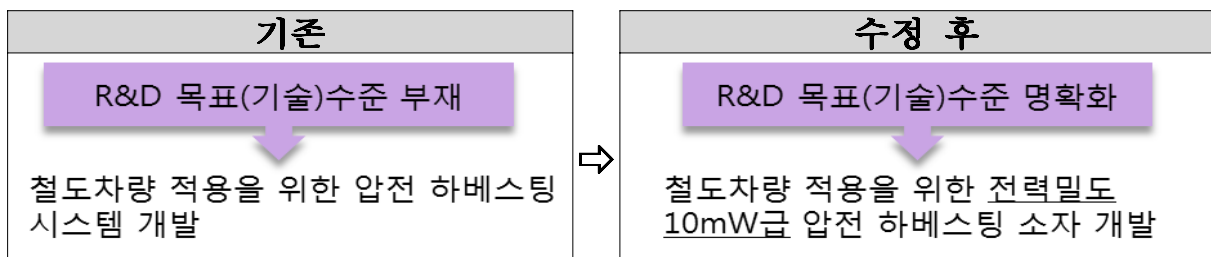 기존
R&D 목표(기술)수준 부재
철도차량 적용을 위한 압전 하베스팅
시스템 개발
⇨
수정 후
R&D 목표(기술)수준 명확화
철도차량 적용을 위한 전력밀도
10mW급 압전 하베스팅 소자 개발